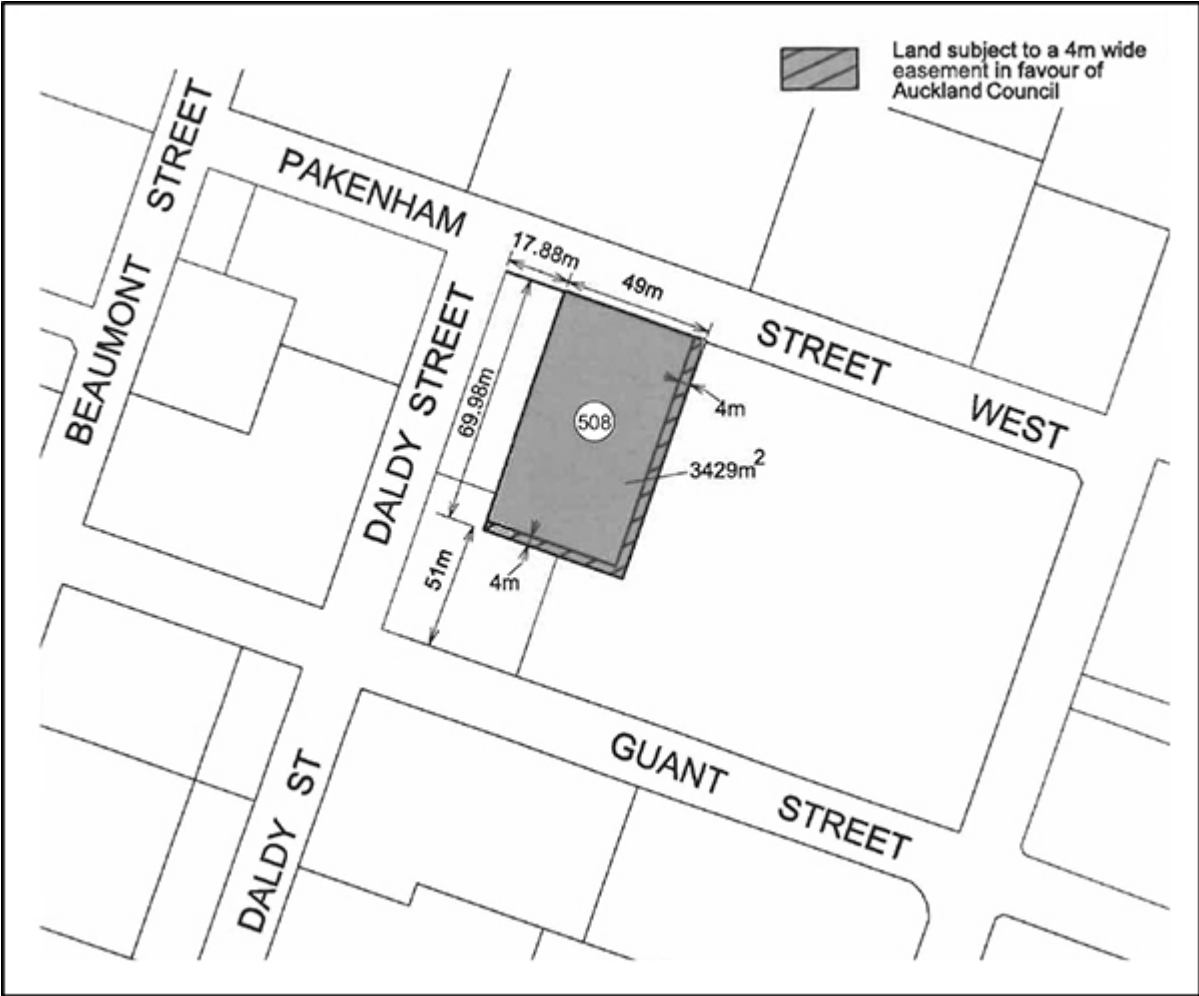 Land subject to a 4m wide
easement in favour of
Auckland Council
BEAUMONT STREET
PAKENHAM STREET WEST
17.88m
49m
DALDY STREET
69.98m
508
4m
3429m²
51m
4m
GUANT STREET
DALDY ST